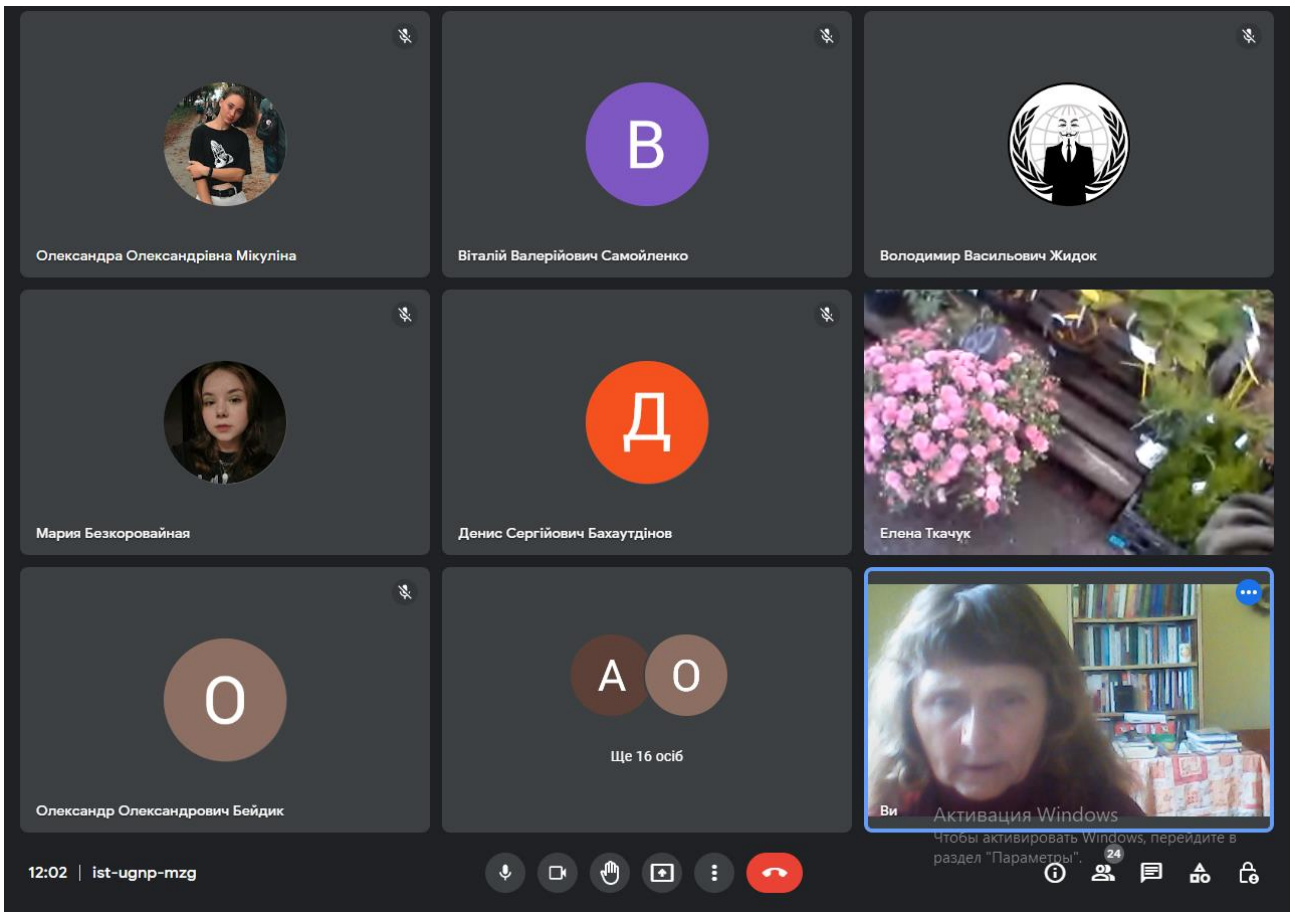 Олександра Олександрівна Мікуліна
В
Віталій Валерійович Самойленко
Володимир Васильович Жидок
Мария Безкоровайная
Д
Денис Сергійович Бахаутдінов
Елена Ткачук
О
Олександр Олександрович Бейдик
А О
Ще 16 осіб
Ви
Активация Windows
Чтобы активировать Windows, перейдите в
раздел "Параметры".
12:02 | ist-ugnp-mzg
24